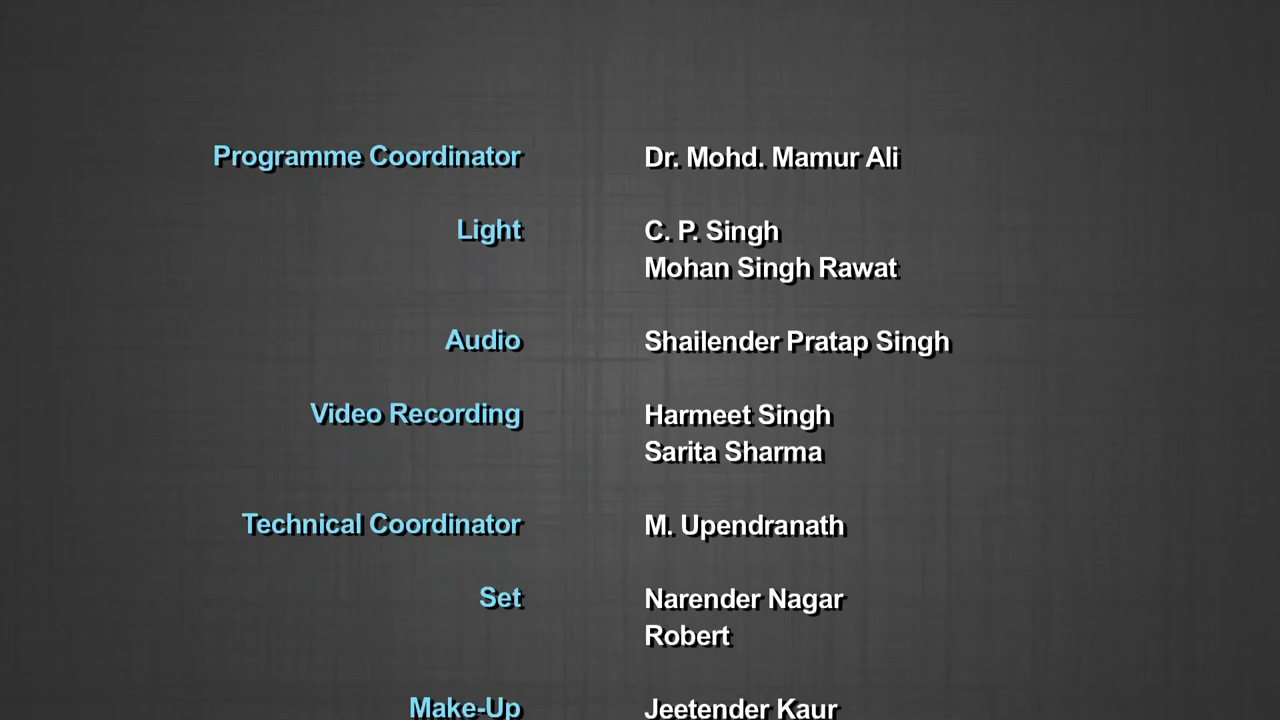 Programme Coordinator Dr. Mohd. Mamur Ali
Light C. P. Singh
Mohan Singh Rawat
Audio Shailender Pratap Singh
Video Recording Harmeet Singh
Sarita Sharma
Technical Coordinator M. Upendranath
Set Narender Nagar
Robert
Make-Up Jeetender Kaur